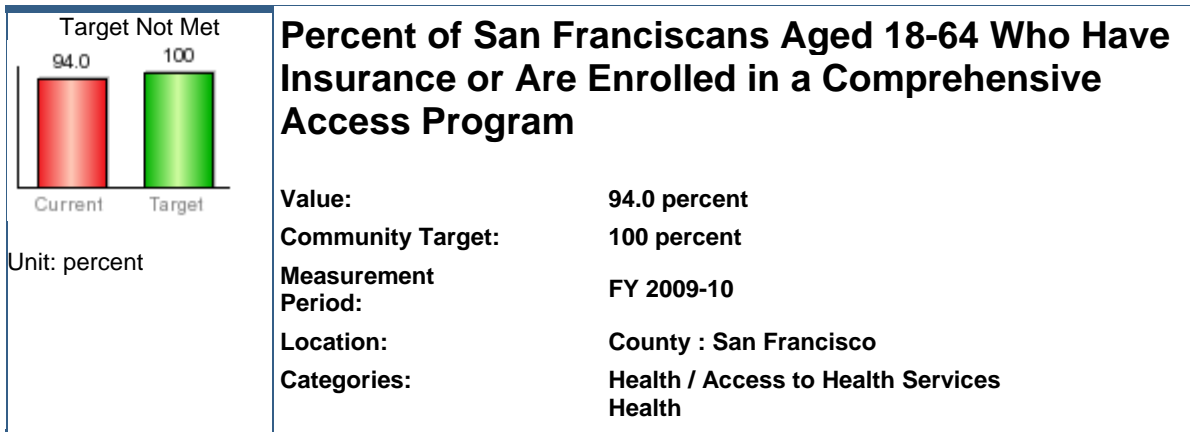 Target Not Met
94.0
100
Current
Target
Unit: percent
Percent of San Franciscans Aged 18-64 Who Have
Insurance or Are Enrolled in a Comprehensive
Access Program
Value: 94.0 percent
Community Target: 100 percent
Measurement
Period: FY 2009-10
Location: County : San Francisco
Categories: Health / Access to Health Services
Health